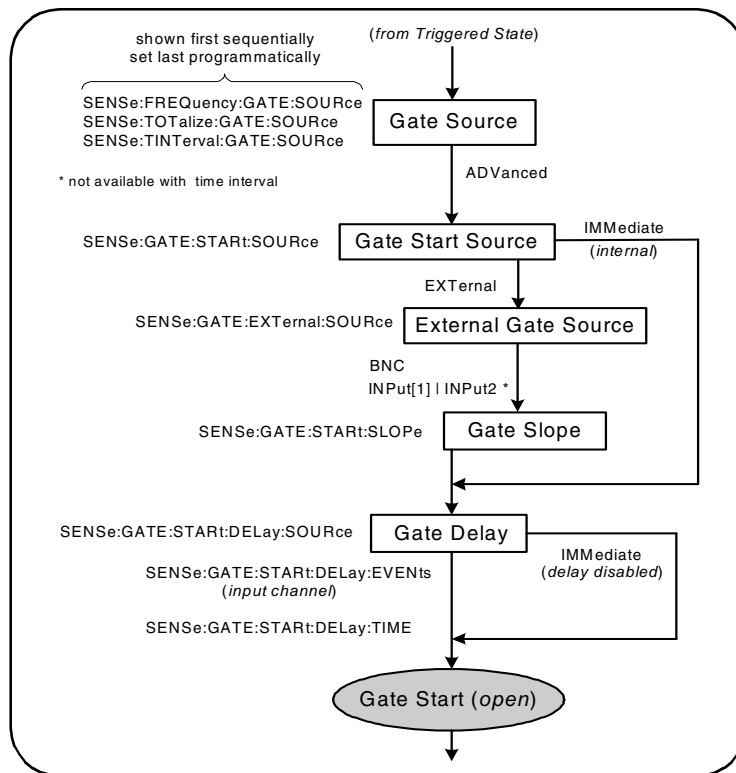 shown first sequentially
set last programmatically
(from Triggered State)
SENSe:FREQuency:GATE:SOURce
SENSe:TOTalize:GATE:SOURce
SENSe:TINTerval:GATE:SOURce
Gate Source
* not available with time interval
ADVanced
SENSe:GATE:STARt:SOURce
Gate Start Source
IMMediate
(internal)
EXTernal
SENSe:GATE:EXTernal:SOURce
External Gate Source
BNC
INPut[1] | INPut2 *
SENSe:GATE:STARt:SLOPe
Gate Slope
SENSe:GATE:STARt:DELay:SOURce
Gate Delay
IMMediate
(delay disabled)
SENSe:GATE:STARt:DELay:EVENts
(input channel)
SENSe:GATE:STARt:DELay:TIME
Gate Start (open)